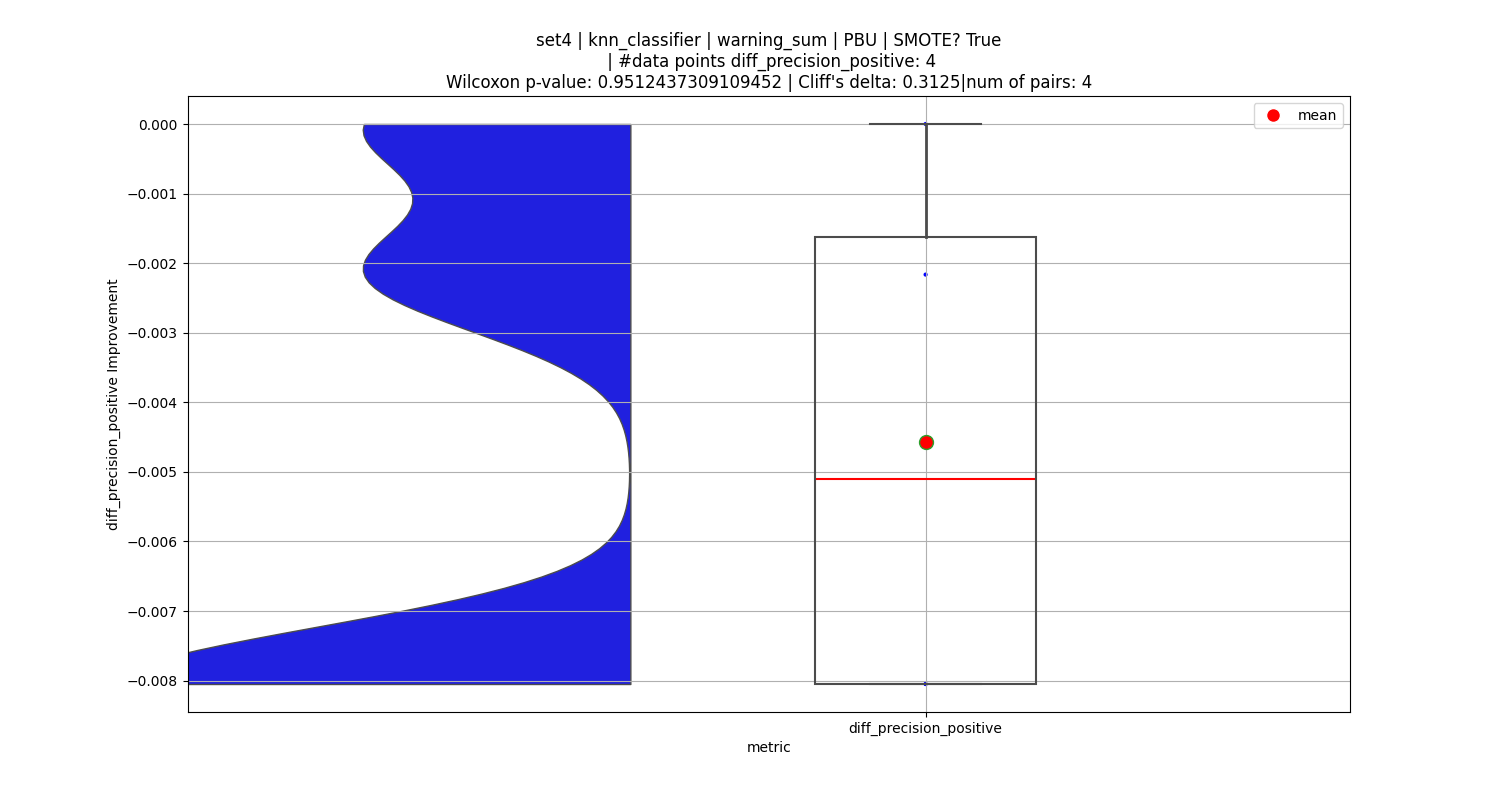 set4 | knn_classifier | warning_sum | PBU | SMOTE? True
| #data points diff_precision_positive: 4
Wilcoxon p-value: 0.9512437309109452 | Cliff's delta: 0.3125|num of pairs: 4
mean
0.000
−0.001
−0.002
−0.003
−0.004
−0.005
−0.006
−0.007
−0.008
diff_precision_positive Improvement
diff_precision_positive
metric